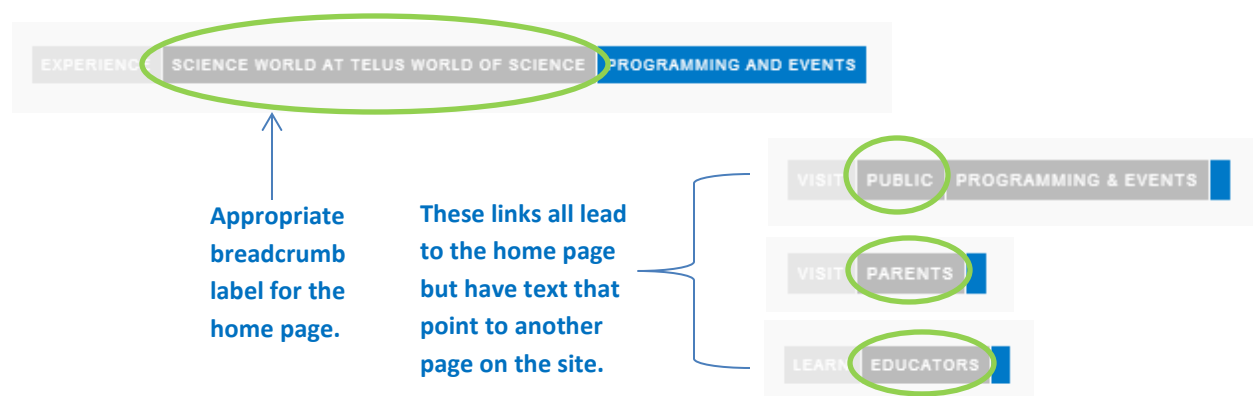 EXPERIENCE SCIENCE WORLD AT TELUS WORLD OF SCIENCE PROGRAMMING AND EVENTS
Appropriate
breadcrumb
label for the
home page.
These links all lead
to the home page
but have text that
point to another
page on the site.
VISIT PUBLIC PROGRAMMING & EVENTS
VISIT PARENTS
LEARN EDUCATORS